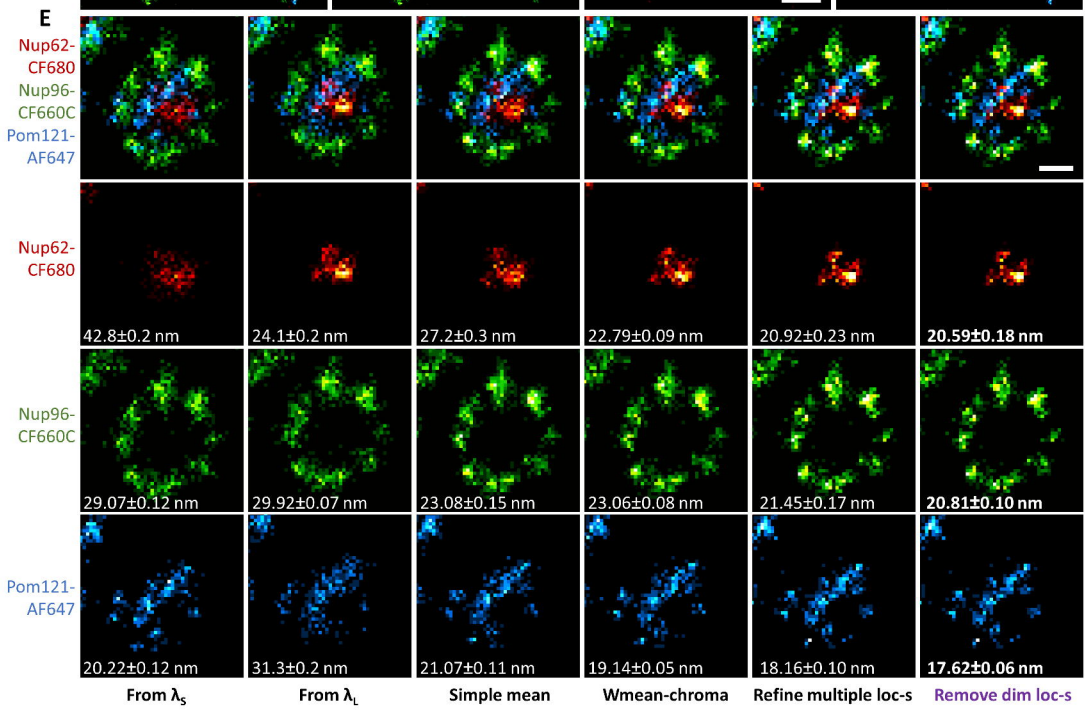 E
Nup62-
CF680
Nup96-
CF660C
Pom121-
AF647
Nup62-
CF680
42.8±0.2 nm 24.1±0.2 nm 27.2±0.3 nm 22.79±0.09 nm 20.92±0.23 nm 20.59±0.18 nm
Nup96-
CF660C
29.07±0.12 nm 29.92±0.07 nm 23.08±0.15 nm 23.06±0.08 nm 21.45±0.17 nm 20.81±0.10 nm
Pom121-
AF647
20.22±0.12 nm 31.3±0.2 nm 21.07±0.11 nm 19.14±0.05 nm 18.16±0.10 nm 17.62±0.06 nm
From λS From λL Simple mean Wmean-chroma Refine multiple loc-s Remove dim loc-s